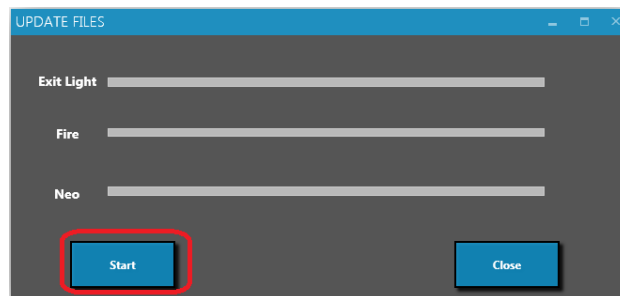 UPDATE FILES
Exit Light
Fire
Neo
Start
Close